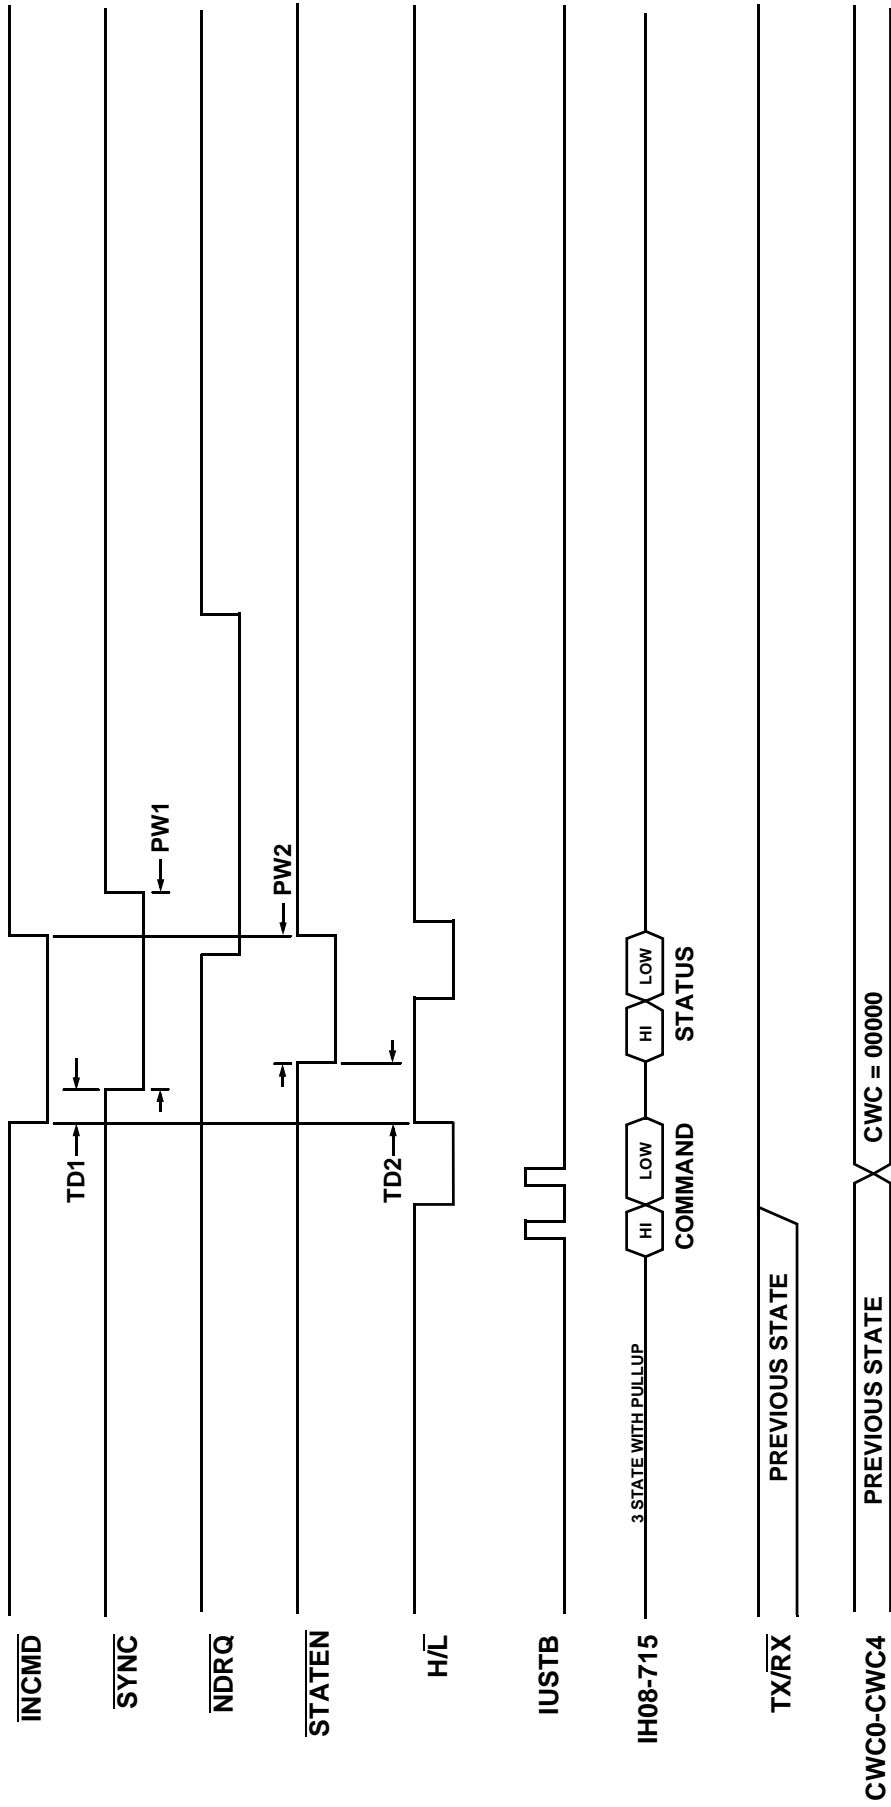 INCMD
SYNC
NDRQ
STATEN
H/L
IUSTB
IH08-715
TX/RX
CWC0-CWC4
TD1
PW1
PW2
TD2
3 STATE WITH PULLUP
HI
LOW
COMMAND
HI
LOW
STATUS
PREVIOUS STATE
PREVIOUS STATE
CWC = 00000